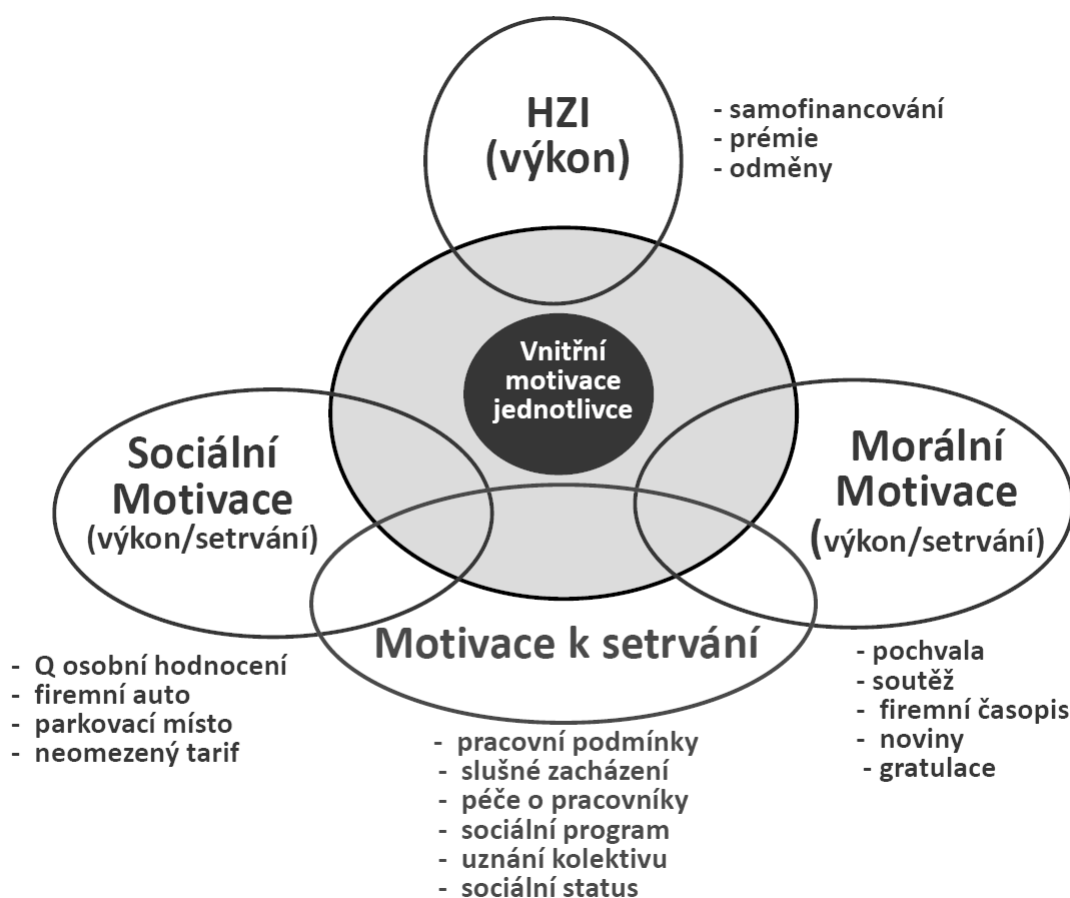 HZI
(výkon)
- samofinancování
- prémie
- odměny
Vnitřní
motivace
jednotlivce
Sociální
Motivace
(výkon/setrvání)
Morální
Motivace
(výkon/setrvání)
Motivace k setrvání
- Q osobní hodnocení
- firemní auto
- parkovací místo
- neomezený tarif
- pracovní podmínky
- slušné zacházení
- péče o pracovníky
- sociální program
- uznání kolektivu
- sociální status
- pochvala
- soutěž
- firemní časopis
- noviny
- gratulace